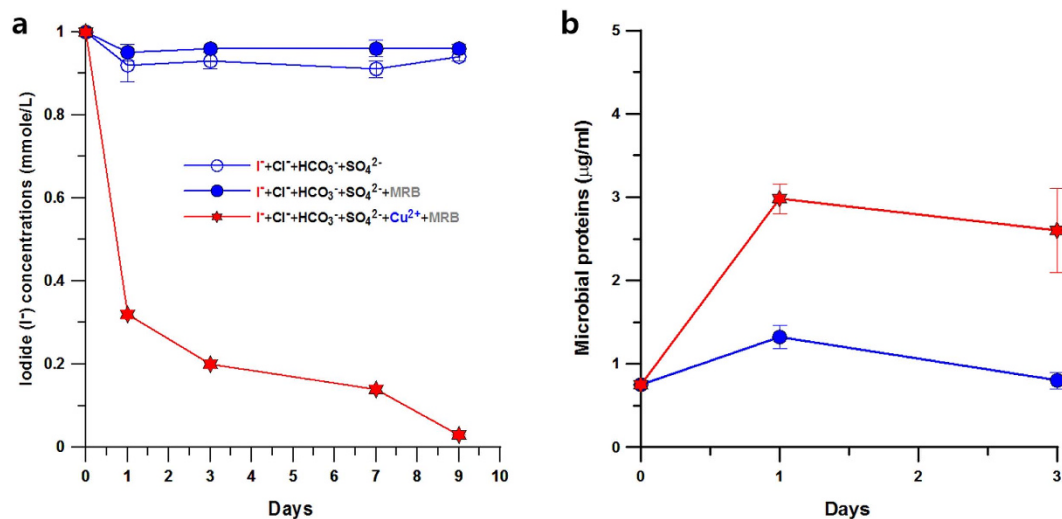 a
Iodide (I⁻) concentrations (mmole/L)
1
0.8
0.6
0.4
0.2
0
I⁻+Cl⁻+HCO₃⁻+SO₄²⁻
I⁻+Cl⁻+HCO₃⁻+SO₄²⁻+MRB
I⁻+Cl⁻+HCO₃⁻+SO₄²⁻+Cu²⁺+MRB
0 1 2 3 4 5 6 7 8 9 10
Days
b
Microbial proteins (μg/ml)
5
4
3
2
1
0
0 1 2 3
Days